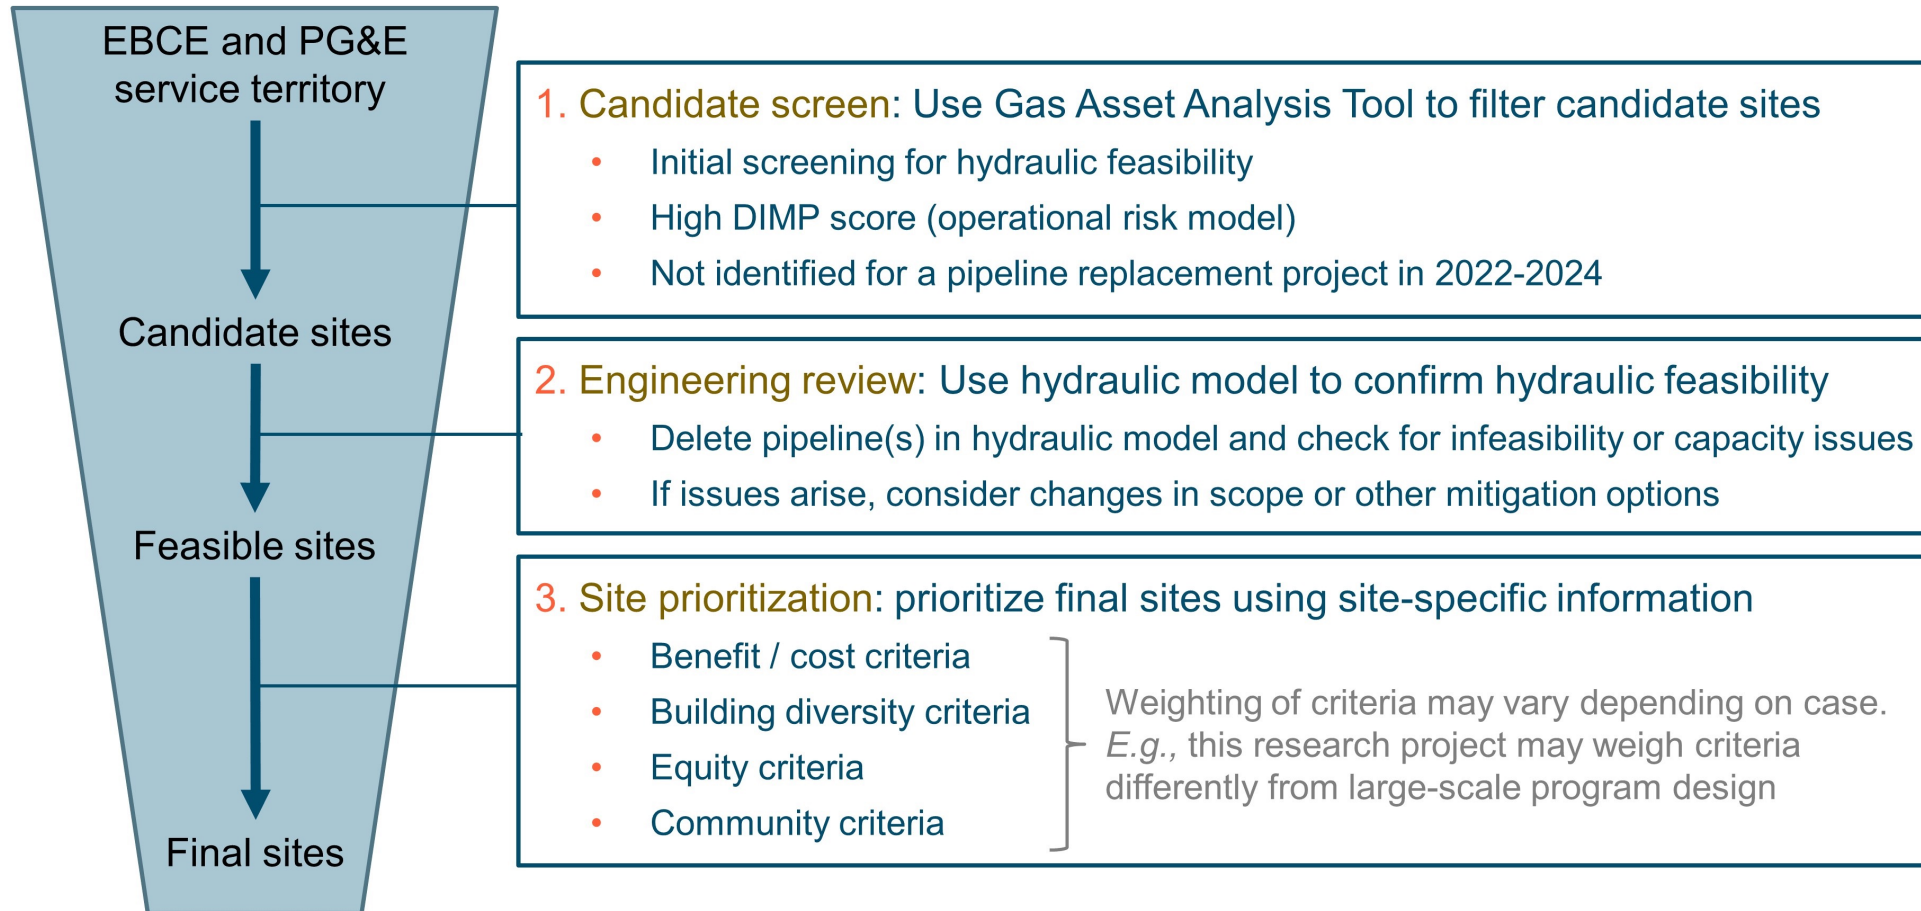 EBCE and PG&E
service territory
Candidate sites
Feasible sites
Final sites
1. Candidate screen: Use Gas Asset Analysis Tool to filter candidate sites
• Initial screening for hydraulic feasibility
• High DIMP score (operational risk model)
• Not identified for a pipeline replacement project in 2022-2024
2. Engineering review: Use hydraulic model to confirm hydraulic feasibility
• Delete pipeline(s) in hydraulic model and check for infeasibility or capacity issues
• If issues arise, consider changes in scope or other mitigation options
3. Site prioritization: prioritize final sites using site-specific information
• Benefit / cost criteria
• Building diversity criteria
• Equity criteria
• Community criteria
Weighting of criteria may vary depending on case.
E.g., this research project may weigh criteria
differently from large-scale program design